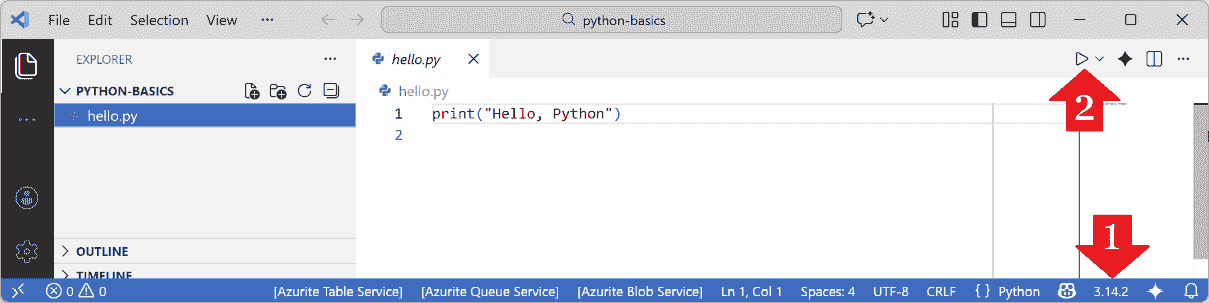 File Edit Selection View ··· python-basics
EXPLORER ···
hello.py
PYTHON-BASICS
hello.py
hello.py
1 print("Hello, Python")
2
2
OUTLINE
TIMELINE
1
0 0 [Azurite Table Service] [Azurite Queue Service] [Azurite Blob Service] Ln 1, Col 1 Spaces: 4 UTF-8 CRLF { } Python 3.14.2